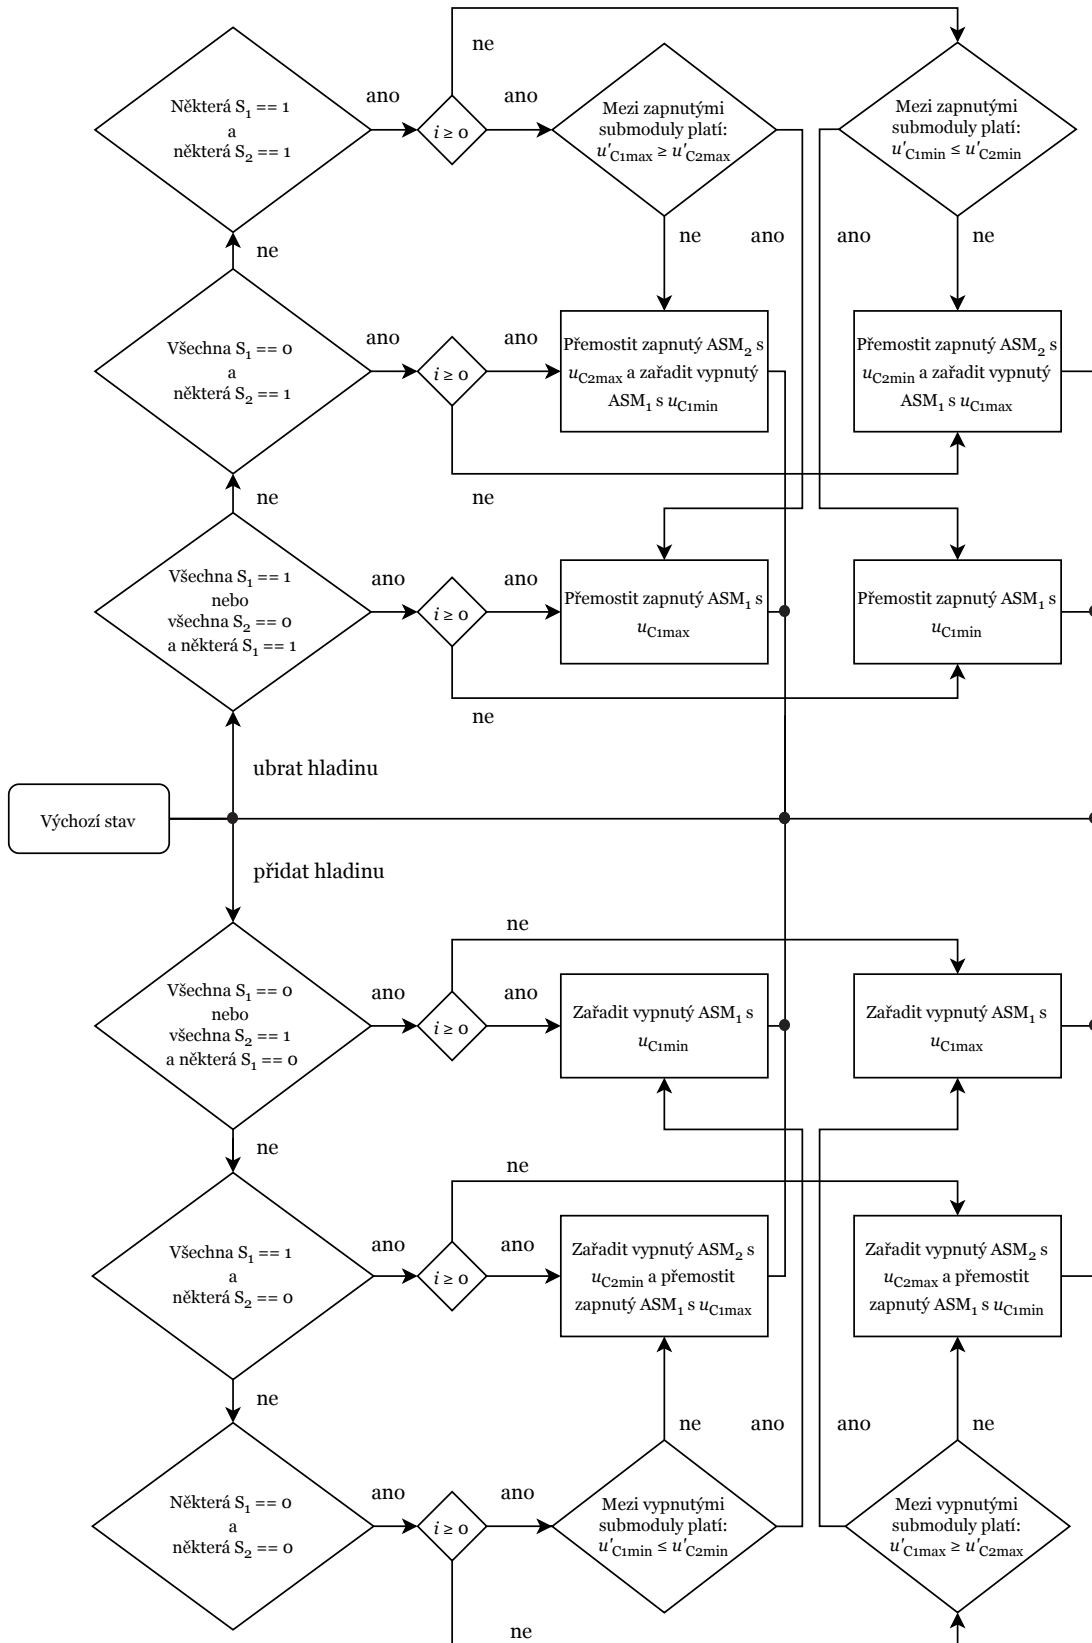 ne
Některá S₁ == 1
a
některá S₂ == 1
ano
i ≥ 0
ano
Mezi zapnutými
submoduly platí:
u'C1max ≥ u'C2max
Mezi zapnutými
submoduly platí:
u'C1min ≤ u'C2min
ne
ne
ano
ano
ne
Všechna S₁ == 0
a
některá S₂ == 1
ano
i ≥ 0
ano
Přemostit zapnutý ASM₂ s
uC2max a zařadit vypnutý
ASM₁ s uC1min
Přemostit zapnutý ASM₂ s
uC2min a zařadit vypnutý
ASM₁ s uC1max
ne
ne
Všechna S₁ == 1
nebo
všechna S₂ == 0
a některá S₁ == 1
ano
i ≥ 0
ano
Přemostit zapnutý ASM₁ s
uC1max
Přemostit zapnutý ASM₁ s
uC1min
ne
ubrat hladinu
Výchozí stav
přidat hladinu
ne
Všechna S₁ == 0
nebo
všechna S₂ == 1
a některá S₁ == 0
ano
i ≥ 0
ano
Zařadit vypnutý ASM₁ s
uC1min
Zařadit vypnutý ASM₁ s
uC1max
ne
ne
Všechna S₁ == 1
a
některá S₂ == 0
ano
i ≥ 0
ano
Zařadit vypnutý ASM₂ s
uC2min a přemostit
zapnutý ASM₁ s uC1max
Zařadit vypnutý ASM₂ s
uC2max a přemostit
zapnutý ASM₁ s uC1min
ne
ne
ano
ano
ne
Některá S₁ == 0
a
některá S₂ == 0
ano
i ≥ 0
ano
Mezi vypnutými
submoduly platí:
u'C1min ≤ u'C2min
Mezi vypnutými
submoduly platí:
u'C1max ≥ u'C2max
ne